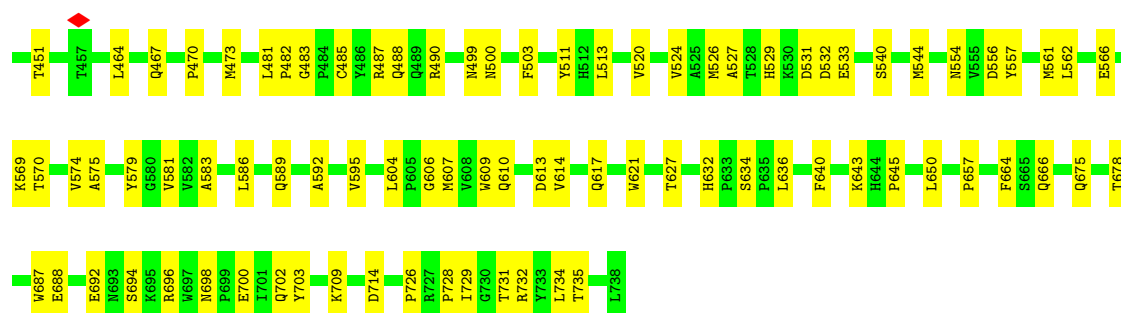 T451 T457 L464 Q467 P470 M473 L481 P482 G483 P484 C485 Y486 R487 Q488 Q489 R490 N499 N500 F503 Y511 H512 L513 V520 V524 A525 M526 A527 T528 H529 K530 D531 D532 E533 S540 M544 N554 V555 D556 Y557 M561 L562 E566
K569 T570 V574 A575 Y579 G580 V581 V582 A583 L586 Q589 A592 V595 L604 P605 G606 M607 V608 W609 Q610 D613 V614 Q617 W621 T627 H632 P633 S634 P635 L636 F640 K643 H644 P645 L650 P657 F664 S665 Q666 Q675 T678
W687 E688 E692 N693 S694 K695 R696 W697 N698 P699 E700 I701 Q702 Y703 K709 D714 P726 R727 P728 I729 G730 T731 R732 Y733 L734 T735 L738